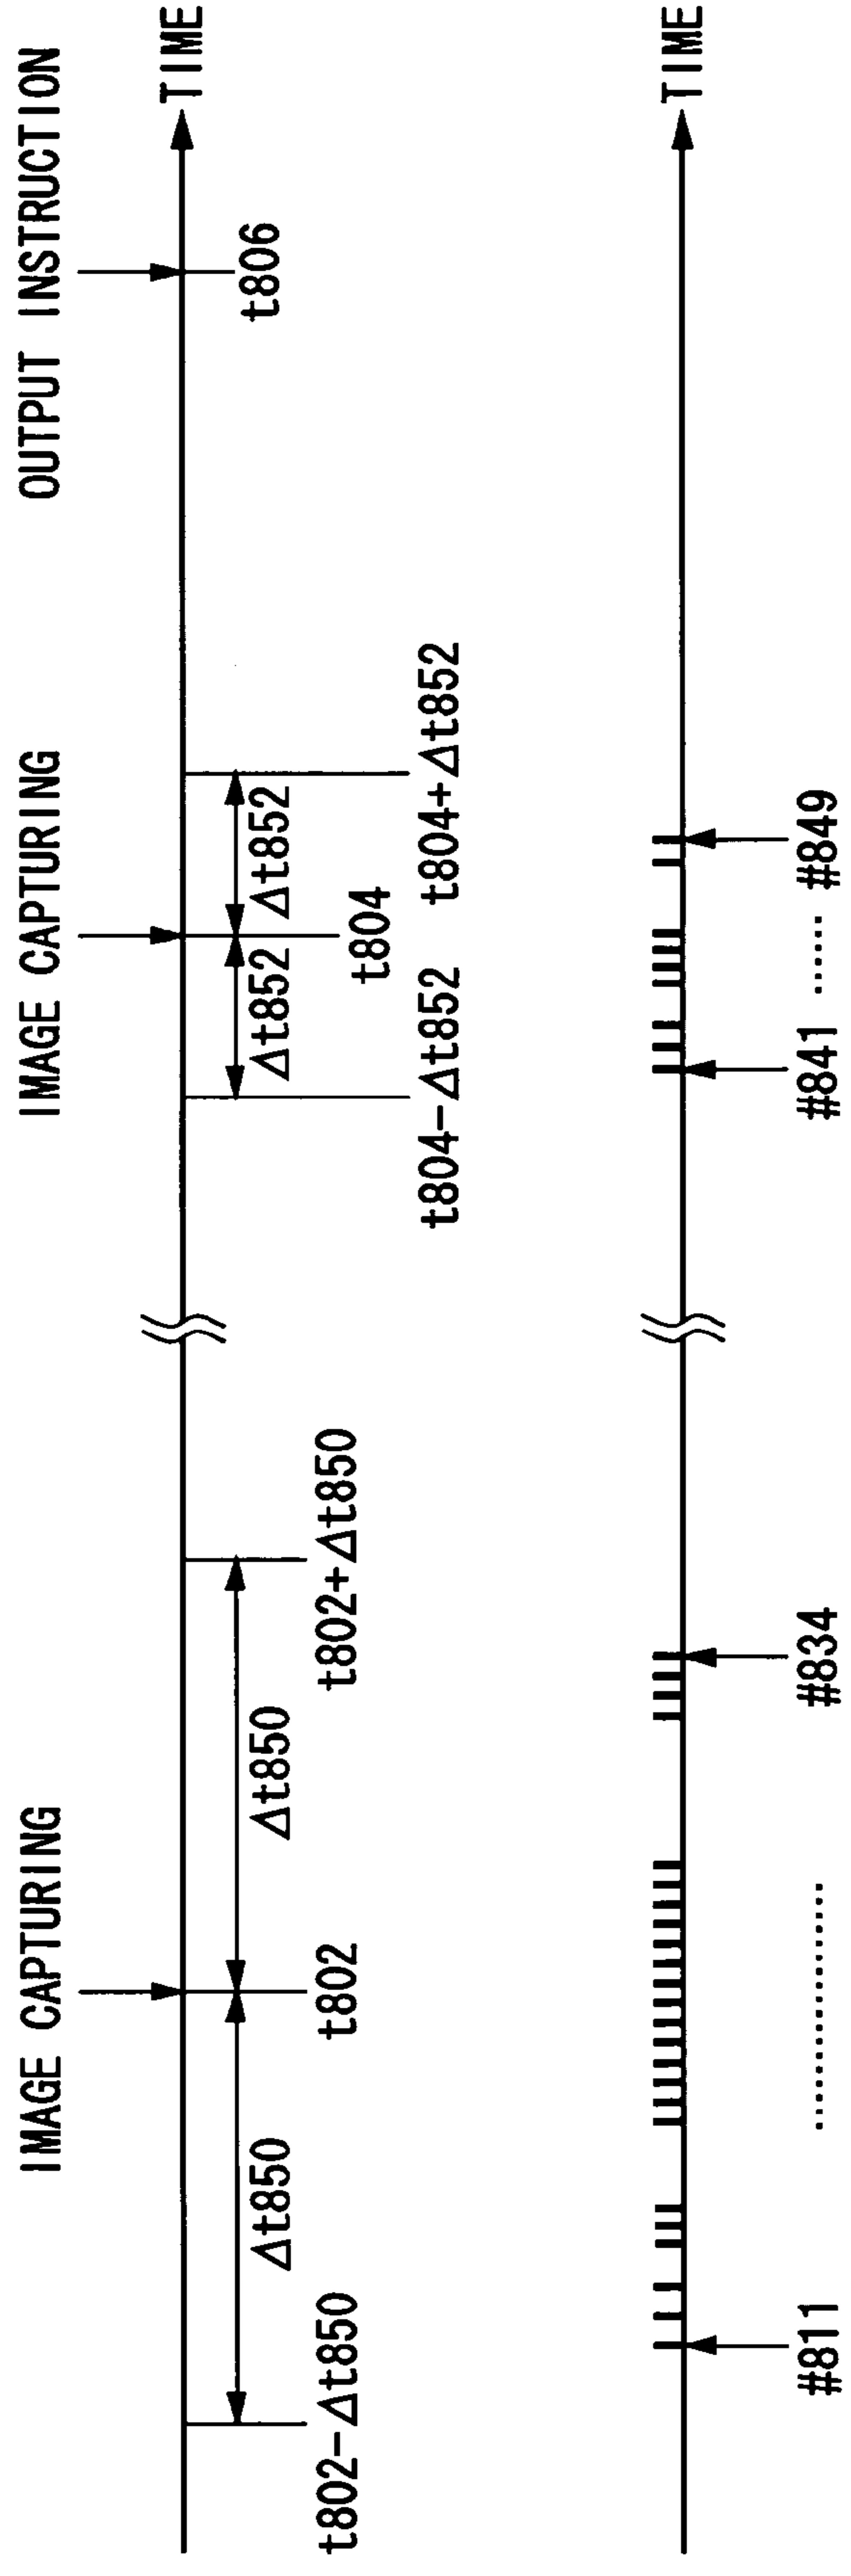 IMAGE CAPTURING
IMAGE CAPTURING
OUTPUT INSTRUCTION
TIME
Δt850
Δt850
Δt852
Δt852
t806
t802-Δt850
t802
t802+Δt850
t804
t804-Δt852
t804+Δt852
TIME
#811
..............
#834
#841
......
#849